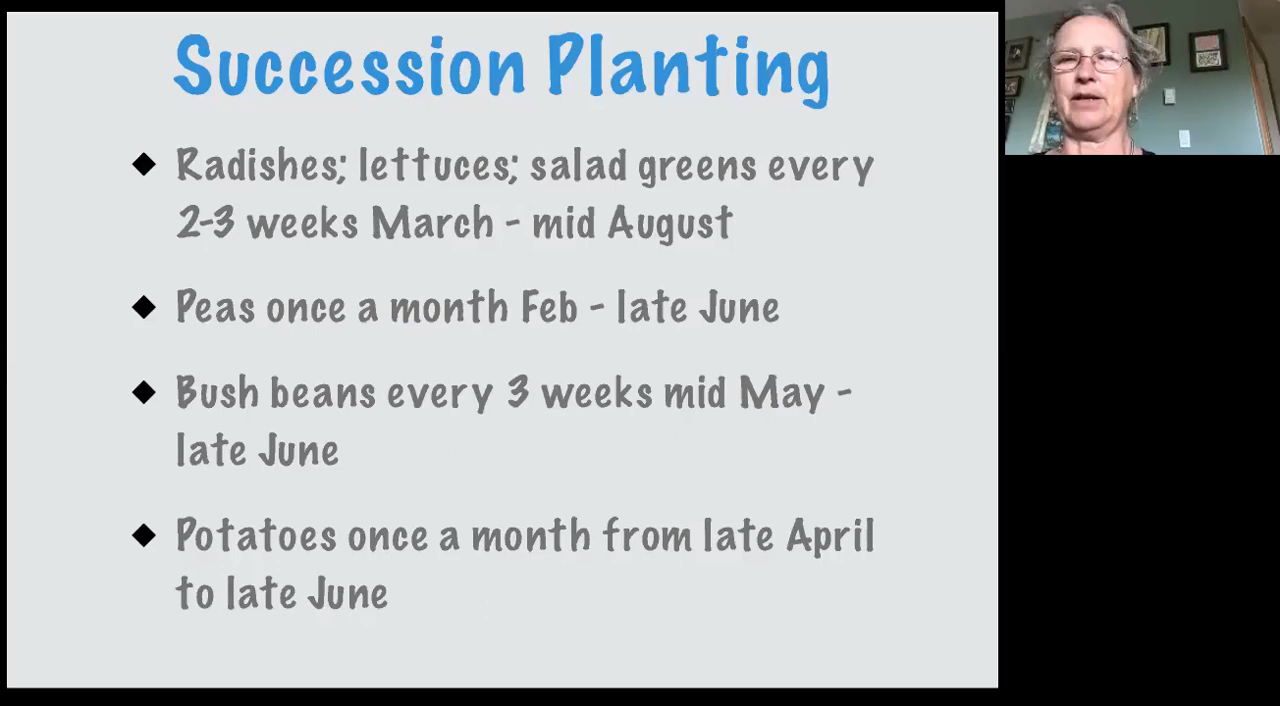 Succession Planting
◆ Radishes; lettuces; salad greens every
2-3 weeks March - mid August
◆ Peas once a month Feb - late June
◆ Bush beans every 3 weeks mid May -
late June
◆ Potatoes once a month from late April
to late June